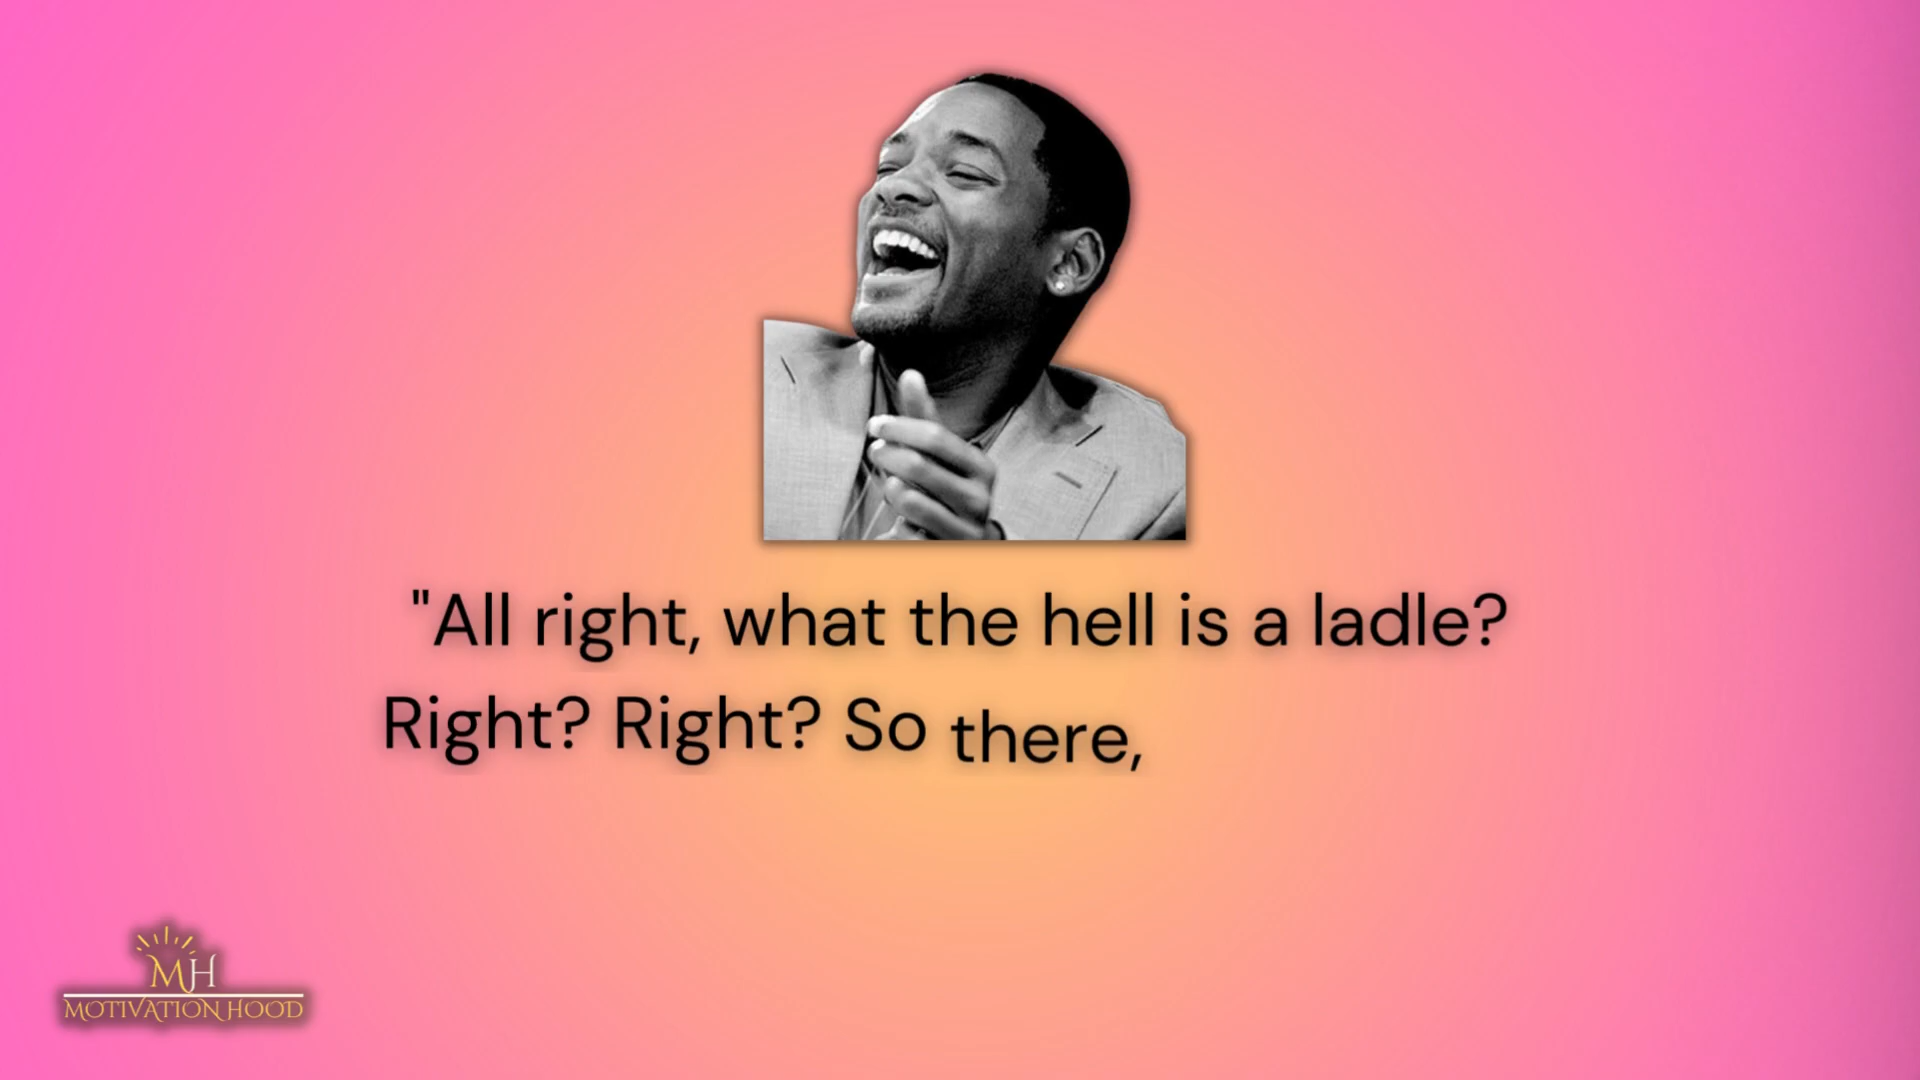 "All right, what the hell is a ladle?
Right? Right? So there,
MH
MOTIVATION HOOD